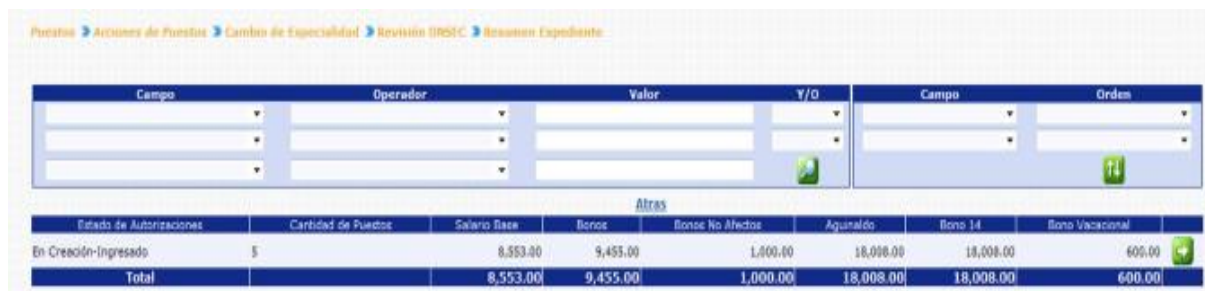 Puestos Acciones de Puestos Cambio de Especialidad Revisión ONSEC Resumen Expediente
Campo Operador Valor Y/O Campo Orden
Atras
Estado de Autorizaciones Cantidad de Puestos Salario Base Bonos Bonos No Afectos Aguinaldo Bono 14 Bono Vacacional
En Creación-Ingresado 5 8,553.00 9,455.00 1,000.00 18,008.00 18,008.00 600.00
Total 8,553.00 9,455.00 1,000.00 18,008.00 18,008.00 600.00